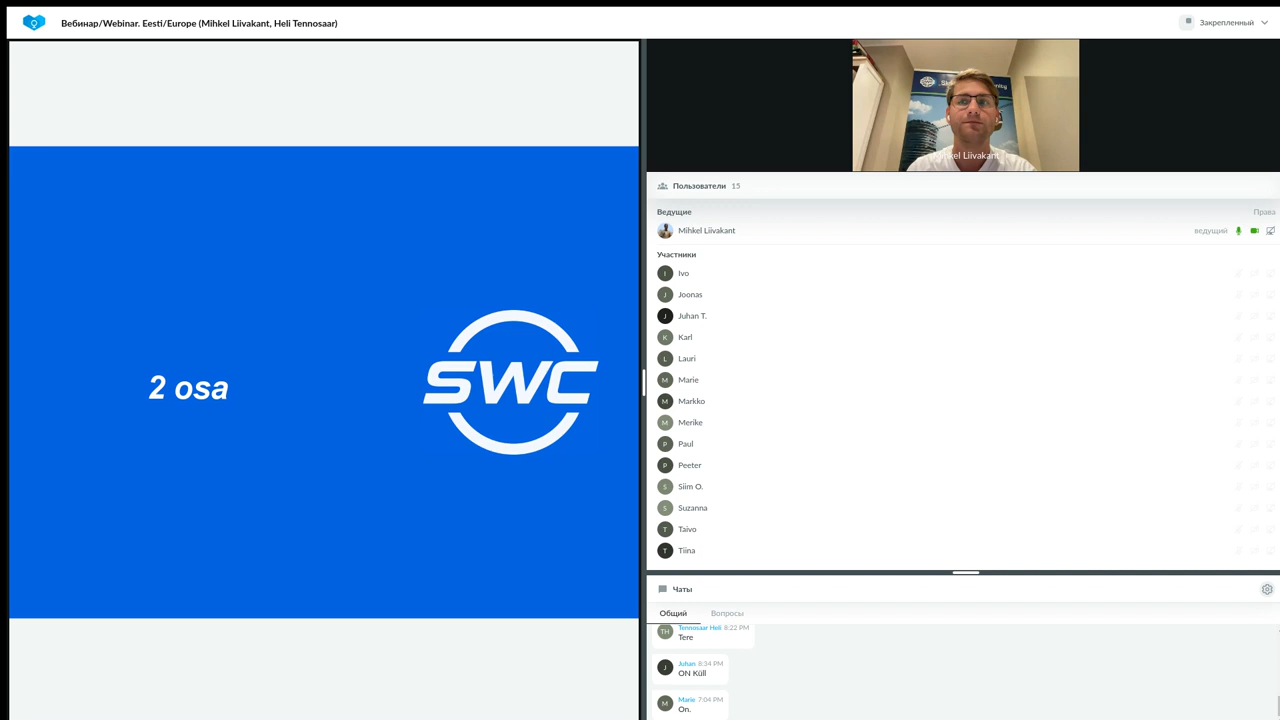 Вебинар/Webinar. Eesti/Europe (Mihkel Liivakant, Heli Tennosaar)
Закрепленный
2 osa
SWC
Mihkel Liivakant
Пользователи 15
Ведущие Права
Mihkel Liivakant ведущий
Участники
I Ivo
J Joonas
J Juhan T.
K Karl
L Lauri
M Marie
M Markko
M Merike
P Paul
P Peeter
S Siim O.
S Suzanna
T Taivo
T Tiina
Чаты
Общий Вопросы
TH Tennosaar Heli 8:22 PM
Tere
J Juhan 8:34 PM
ON Küll
M Marie 7:04 PM
On.